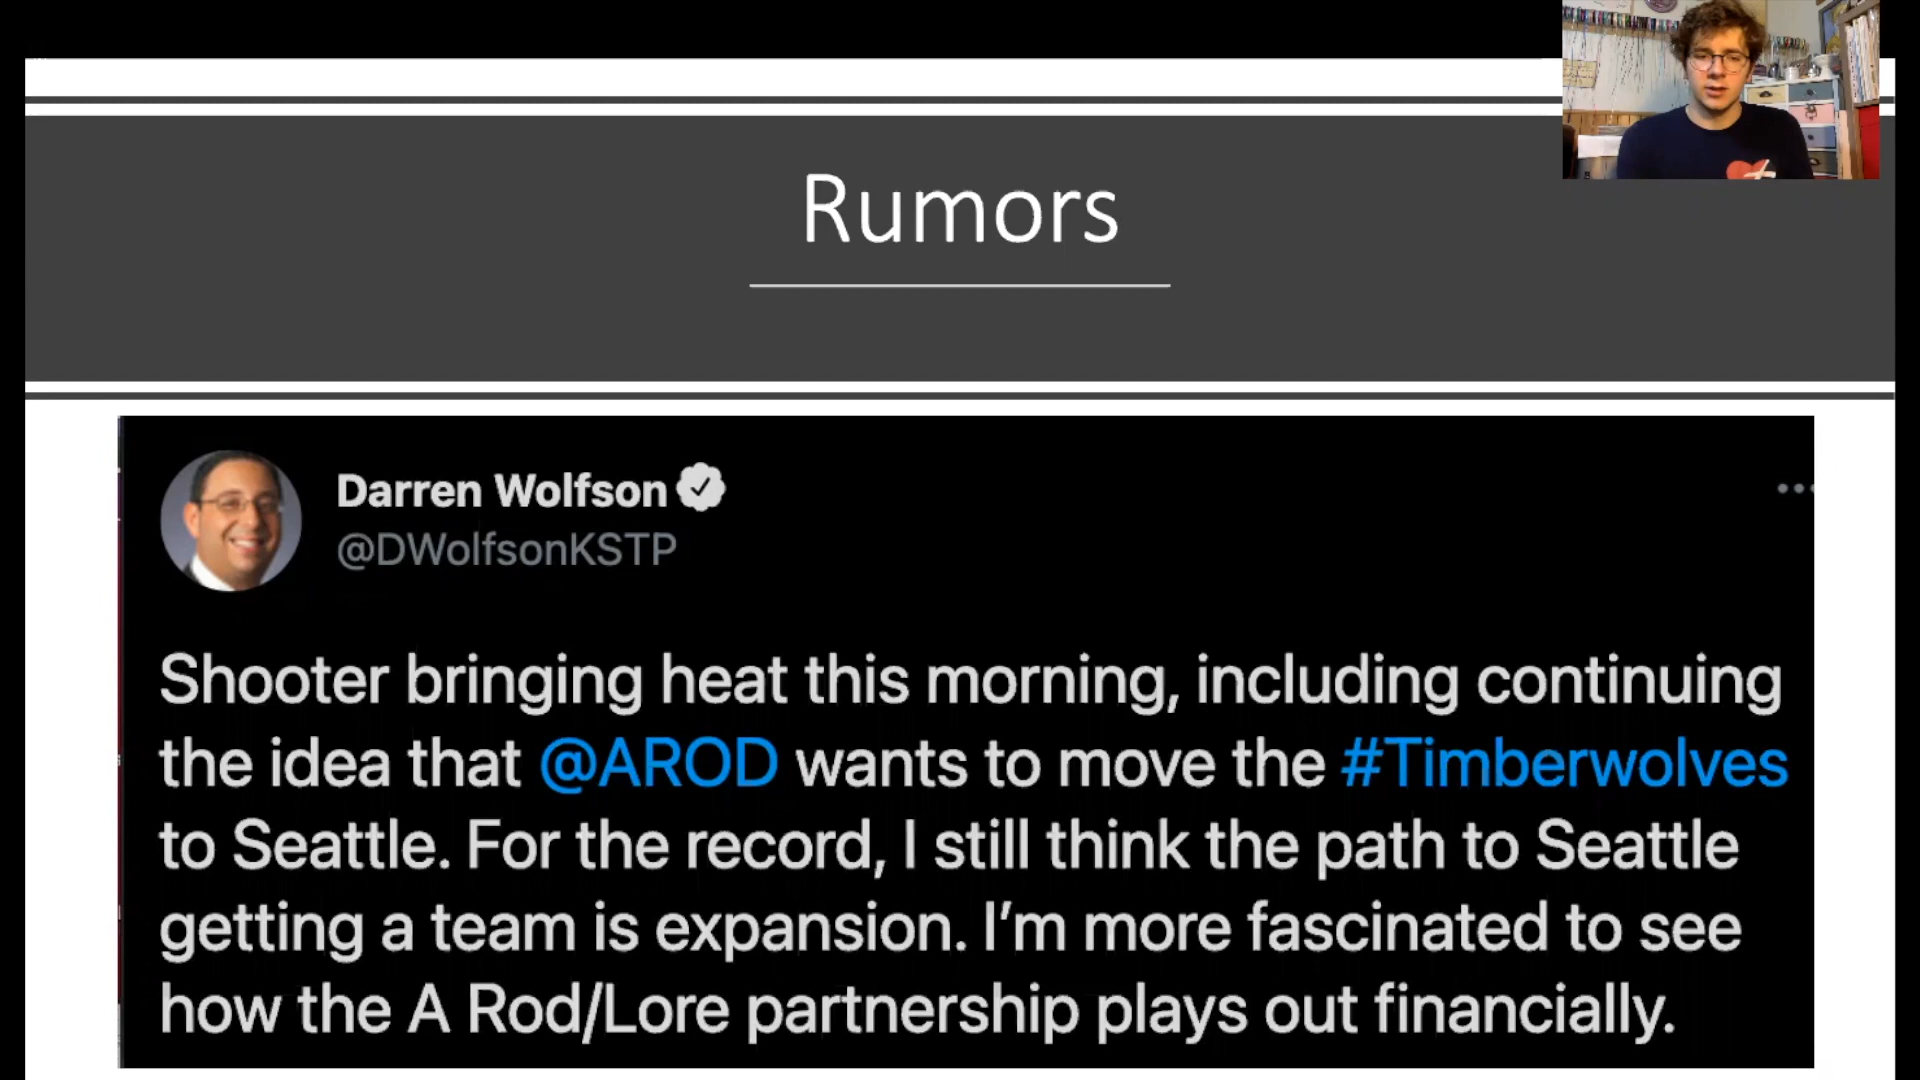 Rumors
Darren Wolfson
@DWolfsonKSTP
Shooter bringing heat this morning, including continuing
the idea that @AROD wants to move the #Timberwolves
to Seattle. For the record, I still think the path to Seattle
getting a team is expansion. I’m more fascinated to see
how the A Rod/Lore partnership plays out financially.